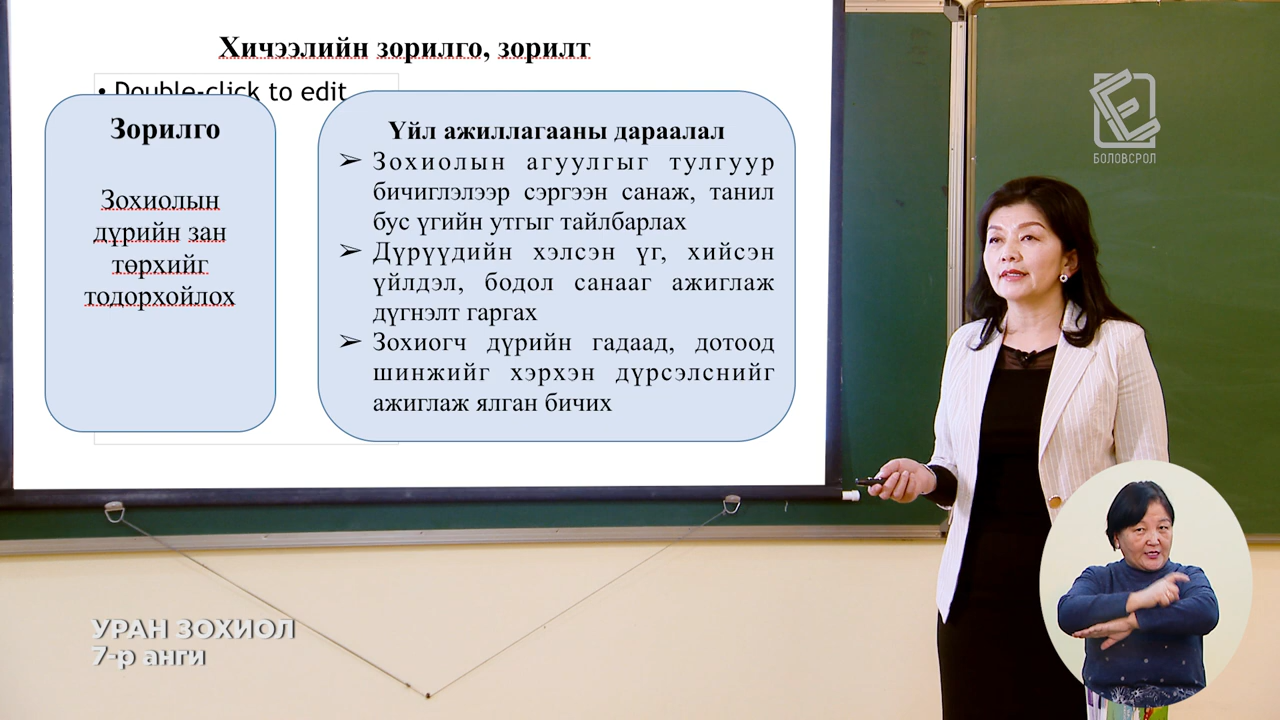 Хичээлийн зорилго, зорилт
• Double-click to edit
Зорилго
Зохиолын
дүрийн зан
төрхийг
тодорхойлох
Үйл ажиллагааны дараалал
➢ Зохиолын агуулгыг тулгуур
бичиглэлээр сэргээн санаж, танил
бус үгийн утгыг тайлбарлах
➢ Дүрүүдийн хэлсэн үг, хийсэн
үйлдэл, бодол санааг ажиглаж
дүгнэлт гаргах
➢ Зохиогч дүрийн гадаад, дотоод
шинжийг хэрхэн дүрсэлснийг
ажиглаж ялган бичих
БОЛОВСРОЛ
УРАН ЗОХИОЛ
7-р анги